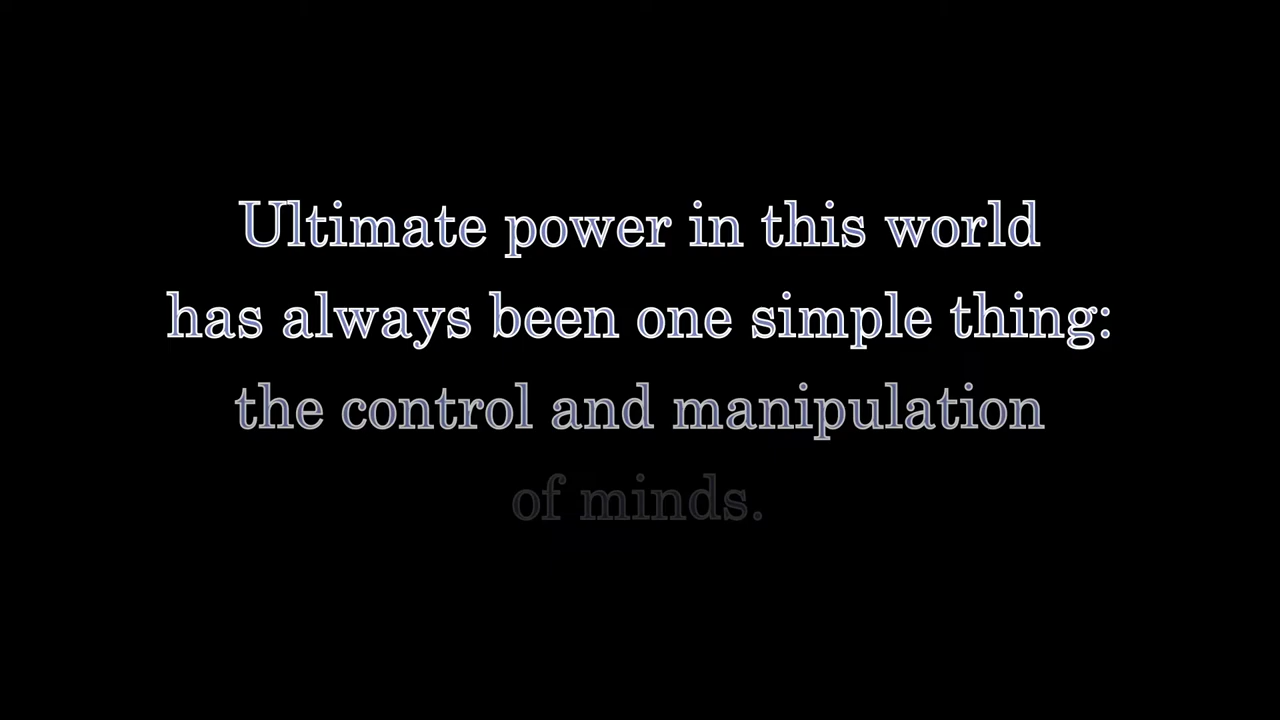 Ultimate power in this world
has always been one simple thing:
the control and manipulation
of minds.